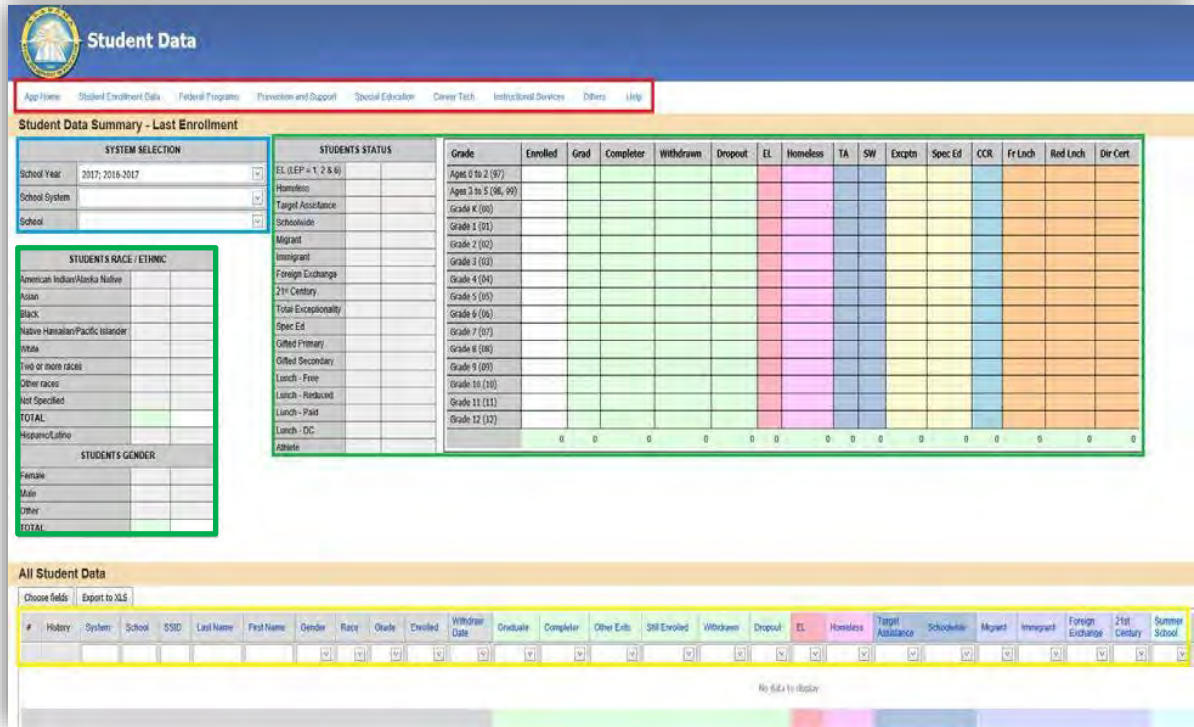 Student Data
App Home Student Enrollment Data Federal Programs Prevention and Support Special Education Career Tech Instructional Services Others Help
Student Data Summary - Last Enrollment
SYSTEM SELECTION
School Year 2017; 2016-2017
School System
School
STUDENTS RACE / ETHNIC
American Indian/Alaska Native
Asian
Black
Native Hawaiian/Pacific Islander
White
Two or more races
Other races
Not Specified
TOTAL
Hispanic/Latino
STUDENTS GENDER
Female
Male
Other
TOTAL
STUDENTS STATUS
EL (LEP = 1, 2 & 6)
Homeless
Target Assistance
Schoolwide
Migrant
Immigrant
Foreign Exchange
21st Century
Total Exceptionality
Spec Ed
Gifted Primary
Gifted Secondary
Lunch - Free
Lunch - Reduced
Lunch - Paid
Lunch - DC
Athlete
Grade Enrolled Grad Completer Withdrawn Dropout EL Homeless TA SW Excptn Spec Ed CCR Fr Lnch Red Lnch Dir Cert
Ages 0 to 2 (97)
Ages 3 to 5 (98, 99)
Grade K (00)
Grade 1 (01)
Grade 2 (02)
Grade 3 (03)
Grade 4 (04)
Grade 5 (05)
Grade 6 (06)
Grade 7 (07)
Grade 8 (08)
Grade 9 (09)
Grade 10 (10)
Grade 11 (11)
Grade 12 (12)
0 0 0 0 0 0 0 0 0 0 0 0 0 0 0
All Student Data
Choose fields Export to XLS
# History System School SSID Last Name First Name Gender Race Grade Enrolled Withdraw Date Graduate Completer Other Exits Still Enrolled Withdrawn Dropout EL Homeless Target Assistance Schoolwide Migrant Immigrant Foreign Exchange 21st Century Summer School
No data to display